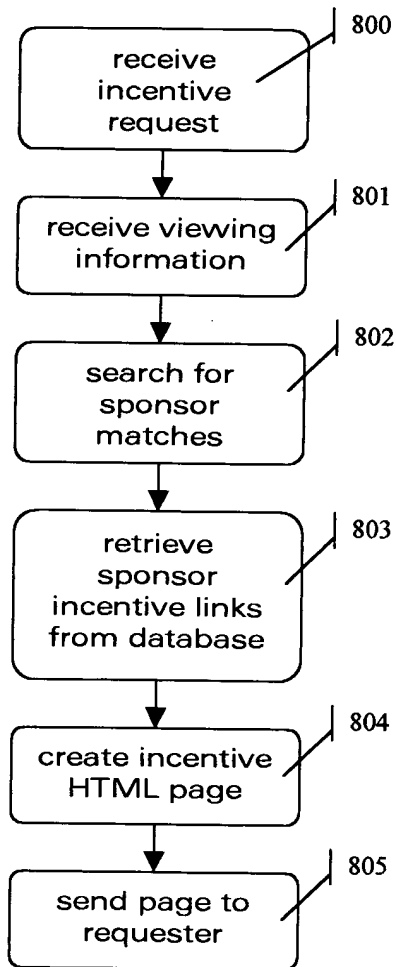 800
receive
incentive
request
801
receive viewing
information
802
search for
sponsor
matches
803
retrieve
sponsor
incentive links
from database
804
create incentive
HTML page
805
send page to
requester